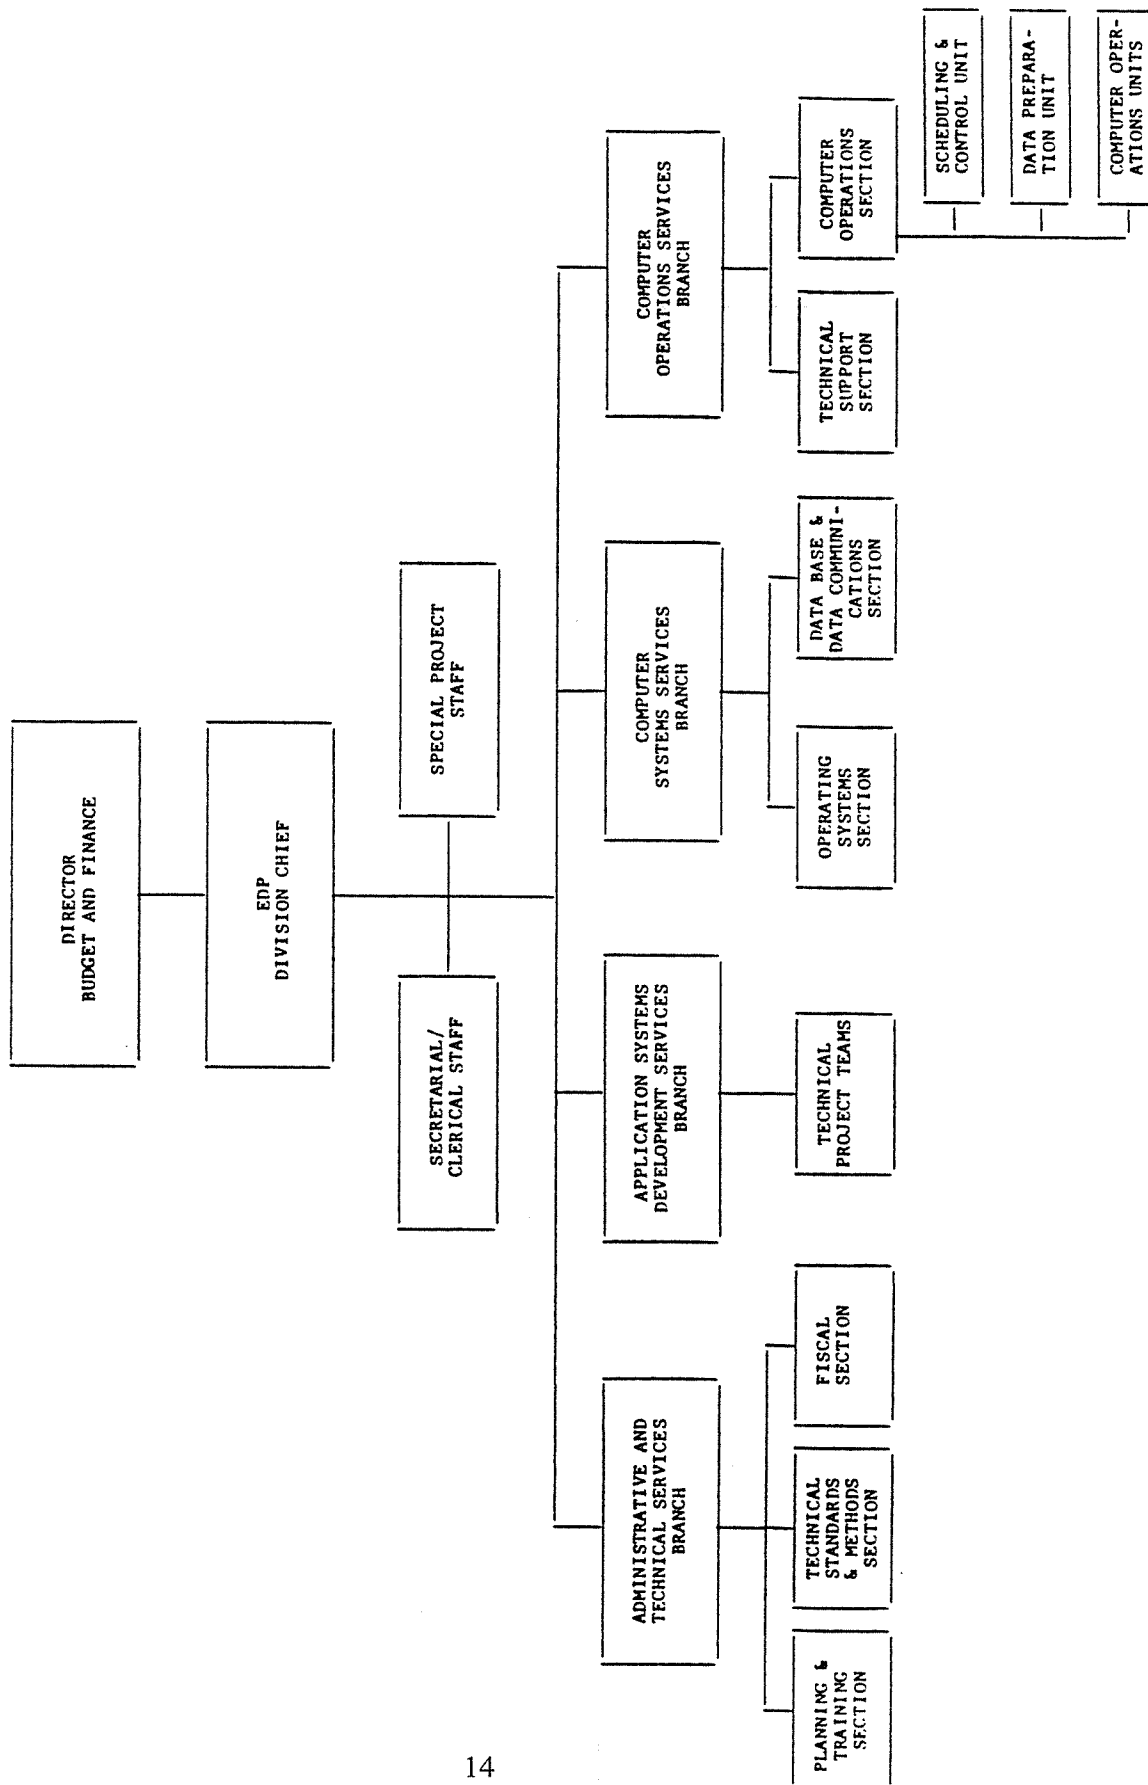 DIRECTOR
BUDGET AND FINANCE
EDP
DIVISION CHIEF
SECRETARIAL/
CLERICAL STAFF
SPECIAL PROJECT
STAFF
ADMINISTRATIVE AND
TECHNICAL SERVICES
BRANCH
APPLICATION SYSTEMS
DEVELOPMENT SERVICES
BRANCH
COMPUTER
SYSTEMS SERVICES
BRANCH
COMPUTER
OPERATIONS SERVICES
BRANCH
PLANNING &
TRAINING
SECTION
TECHNICAL
STANDARDS
& METHODS
SECTION
FISCAL
SECTION
TECHNICAL
PROJECT TEAMS
OPERATING
SYSTEMS
SECTION
DATA BASE &
DATA COMMUNI-
CATIONS
SECTION
TECHNICAL
SUPPORT
SECTION
COMPUTER
OPERATIONS
SECTION
SCHEDULING &
CONTROL UNIT
DATA PREPARA-
TION UNIT
COMPUTER OPER-
ATIONS UNITS
14